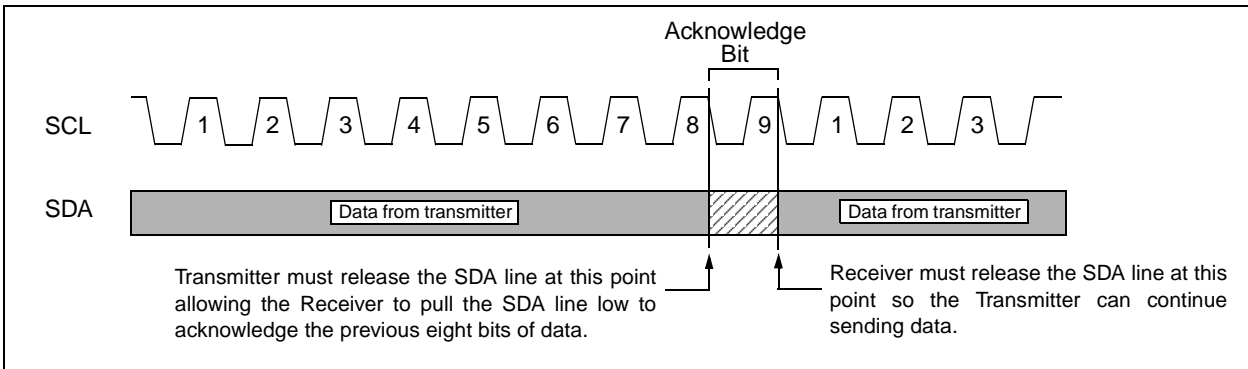 Acknowledge
Bit
SCL
1 2 3 4 5 6 7 8 9 1 2 3
SDA
Data from transmitter
Data from transmitter
Transmitter must release the SDA line at this point
allowing the Receiver to pull the SDA line low to
acknowledge the previous eight bits of data.
Receiver must release the SDA line at this
point so the Transmitter can continue
sending data.